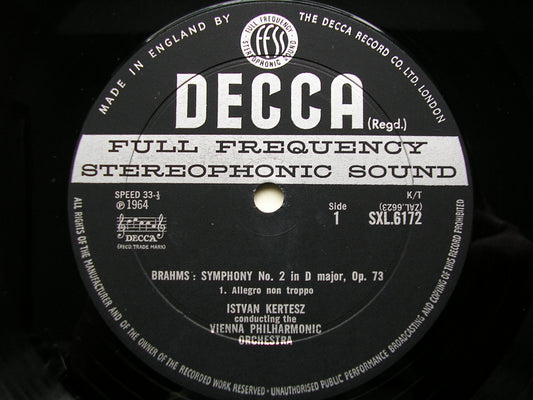 MADE IN ENGLAND BY THE DECCA RECORD CO. LTD. LONDON
FULL FREQUENCY STEREOPHONIC SOUND
FFSS
DECCA (Regd.)
FULL FREQUENCY
STEREOPHONIC SOUND
SPEED 33-⅓
Ⓟ 1964
DECCA
(RECD TRADE MARK)
K/T
Side (ZAL.6623)
1 SXL.6172
BRAHMS: SYMPHONY No. 2 in D major, Op. 73
1. Allegro non troppo
ISTVAN KERTESZ
conducting the
VIENNA PHILHARMONIC
ORCHESTRA
ALL RIGHTS OF THE MANUFACTURER AND OF THE OWNER OF THE RECORDED WORK RESERVED · UNAUTHORISED PUBLIC PERFORMANCE BROADCASTING AND COPYING OF THIS RECORD PROHIBITED